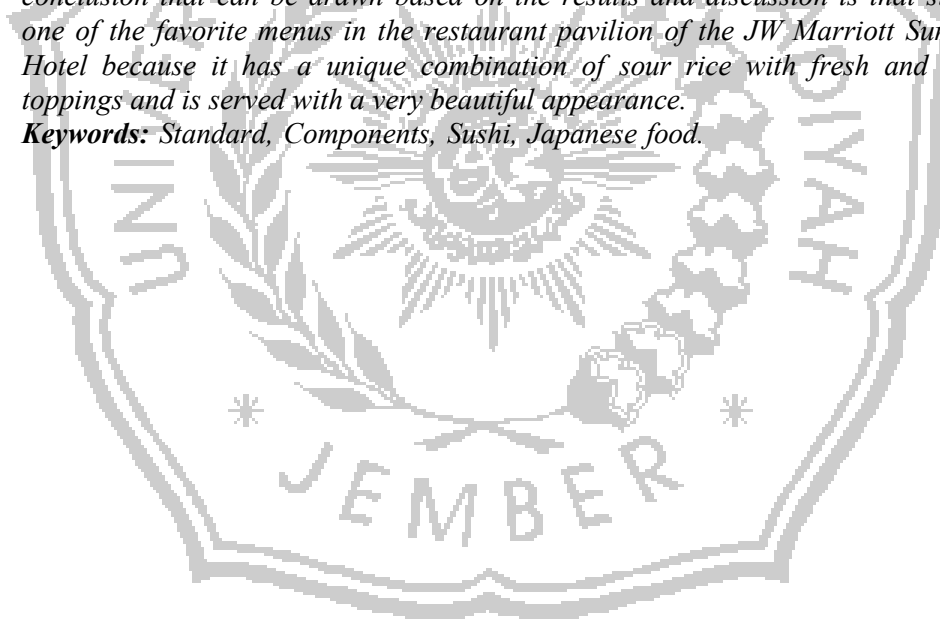 conclusion that can be drawn based on the results and discussion is that
one of the favorite menus in the restaurant pavilion of the JW Marriott
Hotel because it has a unique combination of sour rice with fresh and
toppings and is served with a very beautiful appearance.
Keywords: Standard, Components, Sushi, Japanese food.
JEMBER